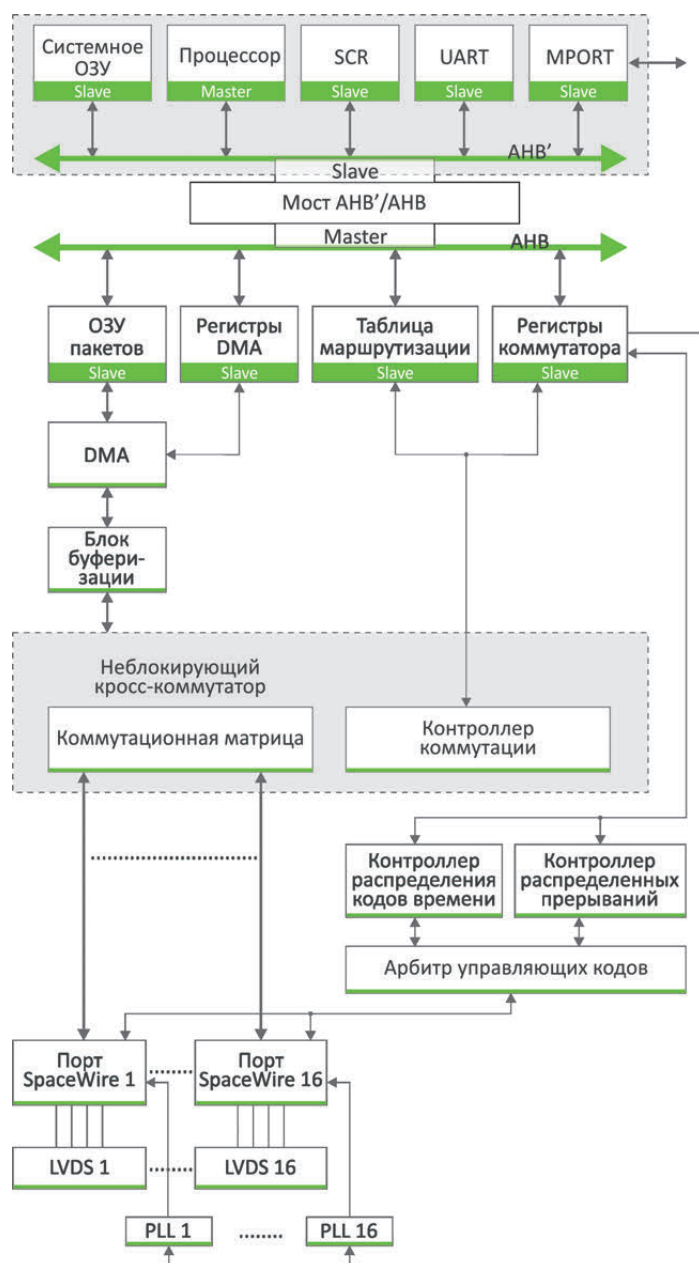 Системное
ОЗУ
Slave
Процессор
Master
SCR
Slave
UART
Slave
MPORT
Slave
AHB’
Slave
Мост AHB’/AHB
Master
AHB
ОЗУ
пакетов
Slave
Регистры
DMA
Slave
Таблица
маршрутизации
Slave
Регистры
коммутатора
Slave
DMA
Блок
буфери-
зации
Неблокирующий
кросс-коммутатор
Коммутационная матрица
Контроллер
коммутации
Контроллер
распределения
кодов времени
Контроллер
распределенных
прерываний
Арбитр управляющих кодов
Порт
SpaceWire 1
Порт
SpaceWire 16
LVDS 1
LVDS 16
PLL 1
PLL 16